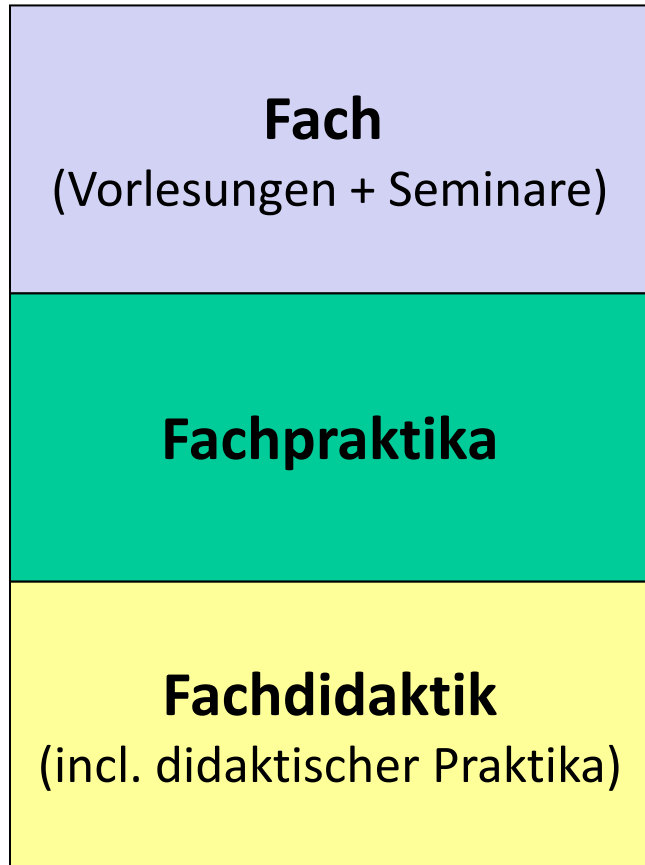 Fach
(Vorlesungen + Seminare)
Fachpraktika
Fachdidaktik
(incl. didaktischer Praktika)